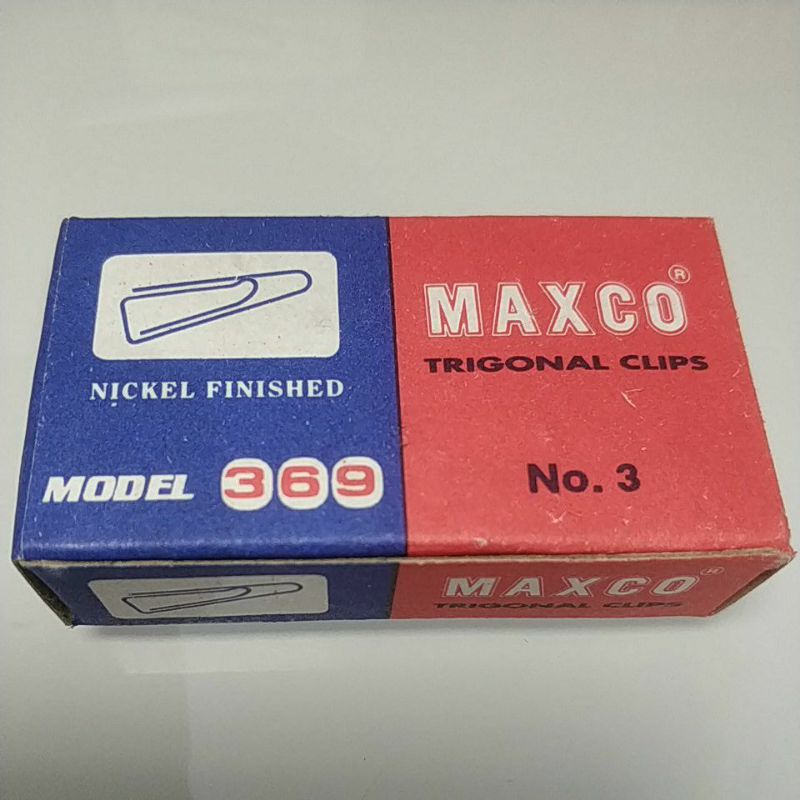 NICKEL FINISHED
MODEL 369
MAXCO®
TRIGONAL CLIPS
No. 3
MAXCO®
TRIGONAL CLIPS